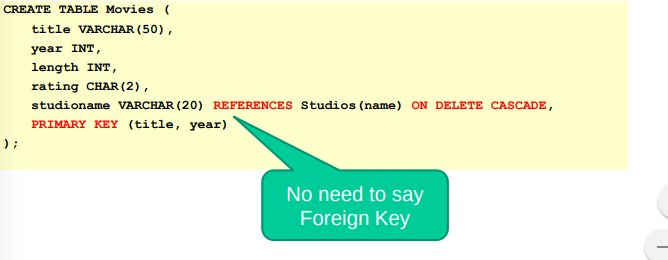 CREATE TABLE Movies (
title VARCHAR(50),
year INT,
length INT,
rating CHAR(2),
studioname VARCHAR(20) REFERENCES Studios(name) ON DELETE CASCADE,
PRIMARY KEY (title, year)
);
No need to say
Foreign Key